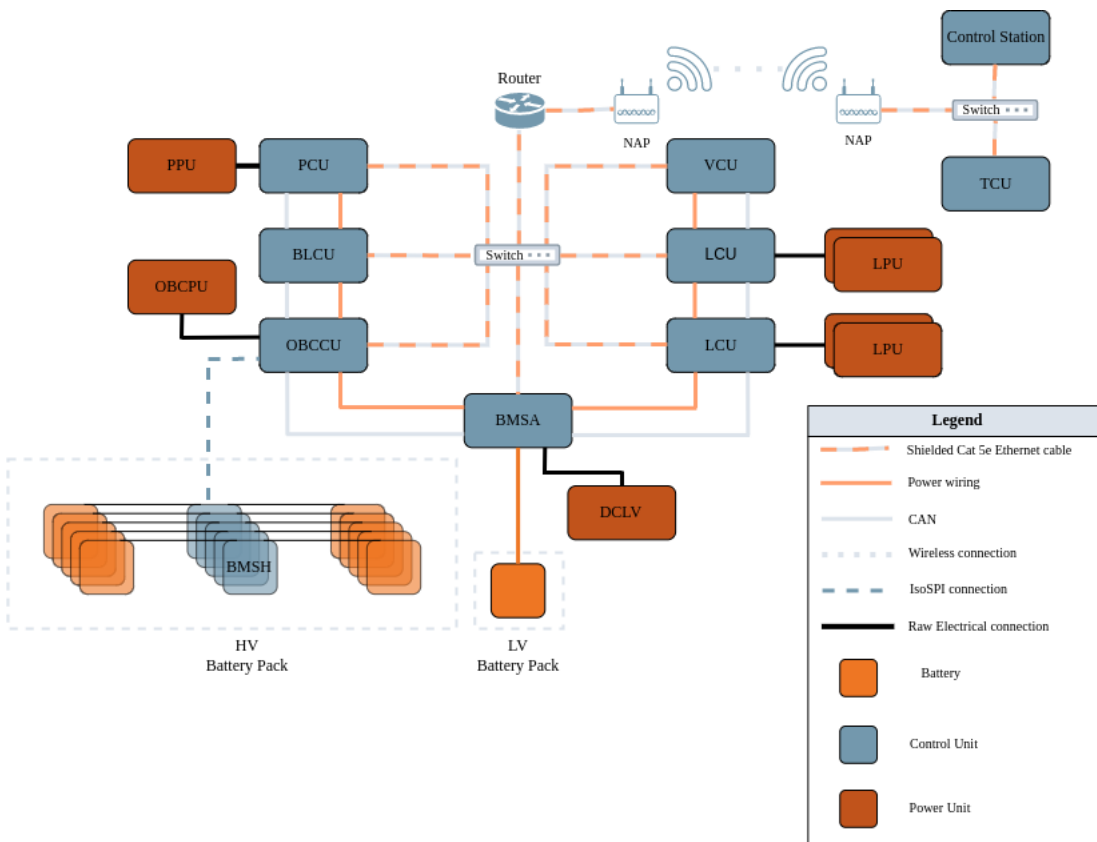 Control Station
Router
Switch
NAP
NAP
PPU
PCU
VCU
TCU
BLCU
Switch
LCU
LPU
OBCPU
OBCCU
LCU
LPU
BMSA
Legend
Shielded Cat 5e Ethernet cable
Power wiring
DCLV
CAN
Wireless connection
BMSH
IsoSPI connection
Raw Electrical connection
HV
Battery Pack
LV
Battery Pack
Battery
Control Unit
Power Unit